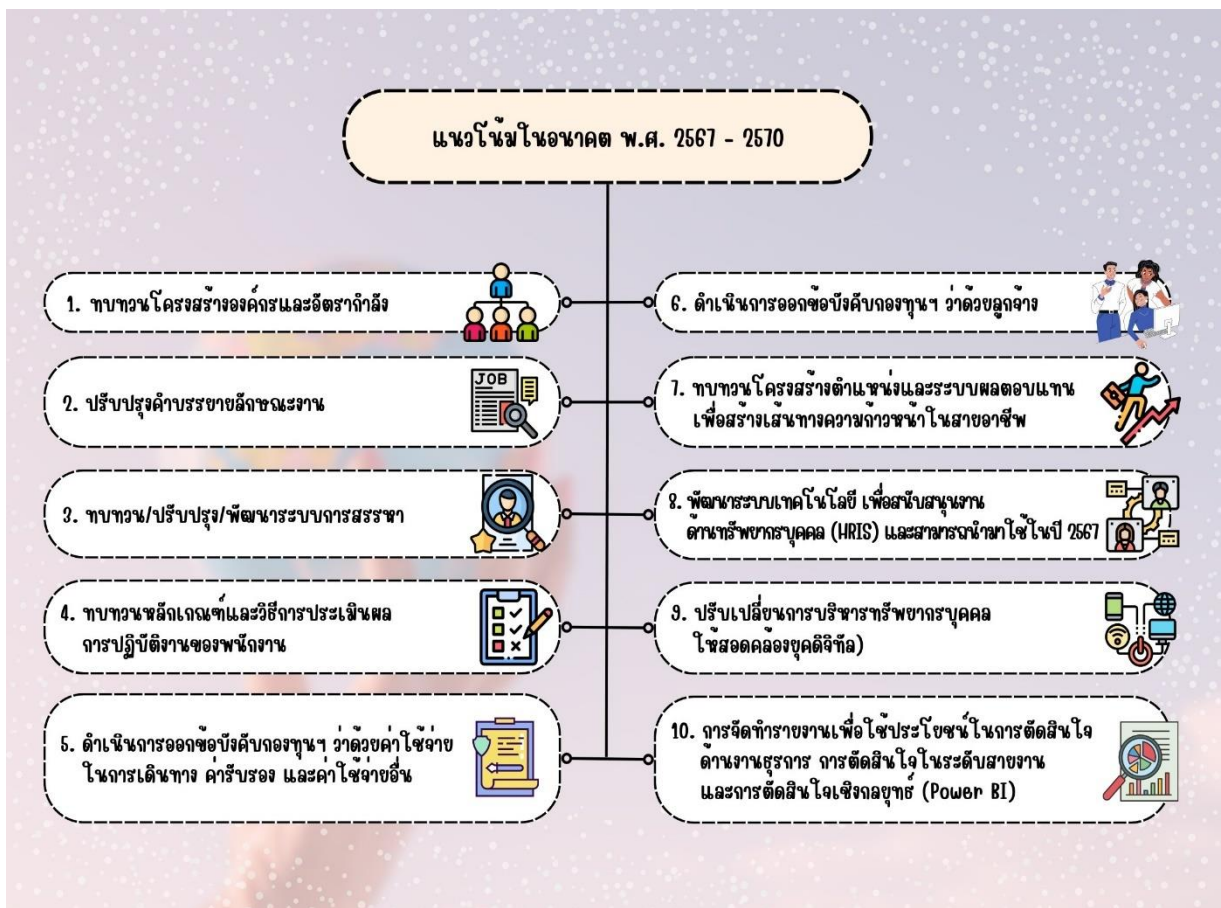 แนวโน้มในอนาคต พ.ศ. 2567 - 2570
1. ทบทวนโครงสร้างองค์กรและอัตรากำลัง
2. ปรับปรุงคำบรรยายลักษณะงาน
JOB
3. ทบทวน/ปรับปรุง/พัฒนาระบบการสรรหา
4. ทบทวนหลักเกณฑ์และวิธีการประเมินผล
การปฏิบัติงานของพนักงาน
5. ดำเนินการออกข้อบังคับกองทุนฯ ว่าด้วยค่าใช้จ่าย
ในการเดินทาง ค่ารับรอง และค่าใช้จ่ายอื่น
6. ดำเนินการออกข้อบังคับกองทุนฯ ว่าด้วยลูกจ้าง
7. ทบทวนโครงสร้างตำแหน่งและระบบผลตอบแทน
เพื่อสร้างเส้นทางความก้าวหน้าในสายอาชีพ
8. พัฒนาระบบเทคโนโลยี เพื่อสนับสนุนงาน
ด้านทรัพยากรบุคคล (HRIS) และสามารถนำมาใช้ในปี 2567
9. ปรับเปลี่ยนการบริหารทรัพยากรบุคคล
ให้สอดคล้องยุคดิจิทัล)
10. การจัดทำรายงานเพื่อใช้ประโยชน์ในการตัดสินใจ
ด้านงานธุรการ การตัดสินใจในระดับสายงาน
และการตัดสินใจเชิงกลยุทธ์ (Power BI)